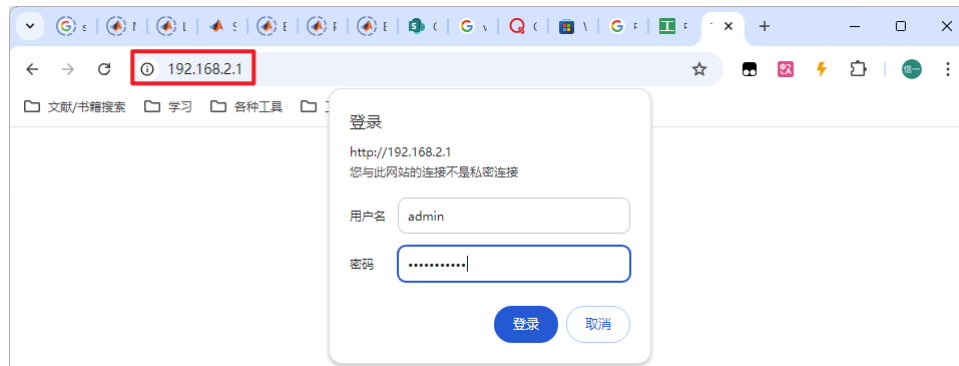 192.168.2.1
文献/书籍搜索 学习 各种工具
登录
http://192.168.2.1
您与此网站的连接不是私密连接
用户名 admin
密码 •••••••••••
登录 取消